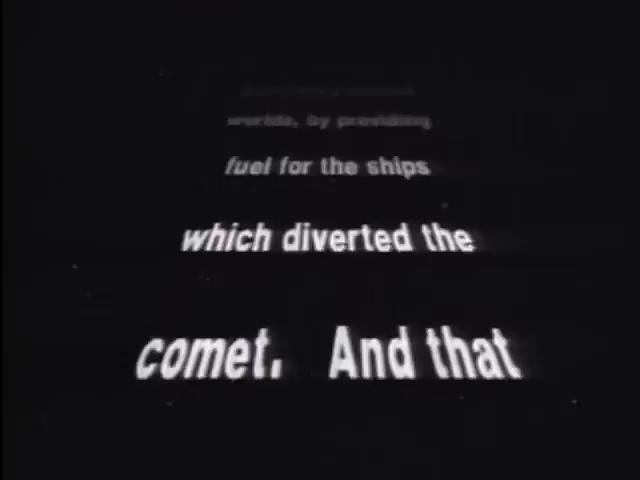 worlds, by providing
fuel for the ships
which diverted the
comet. And that